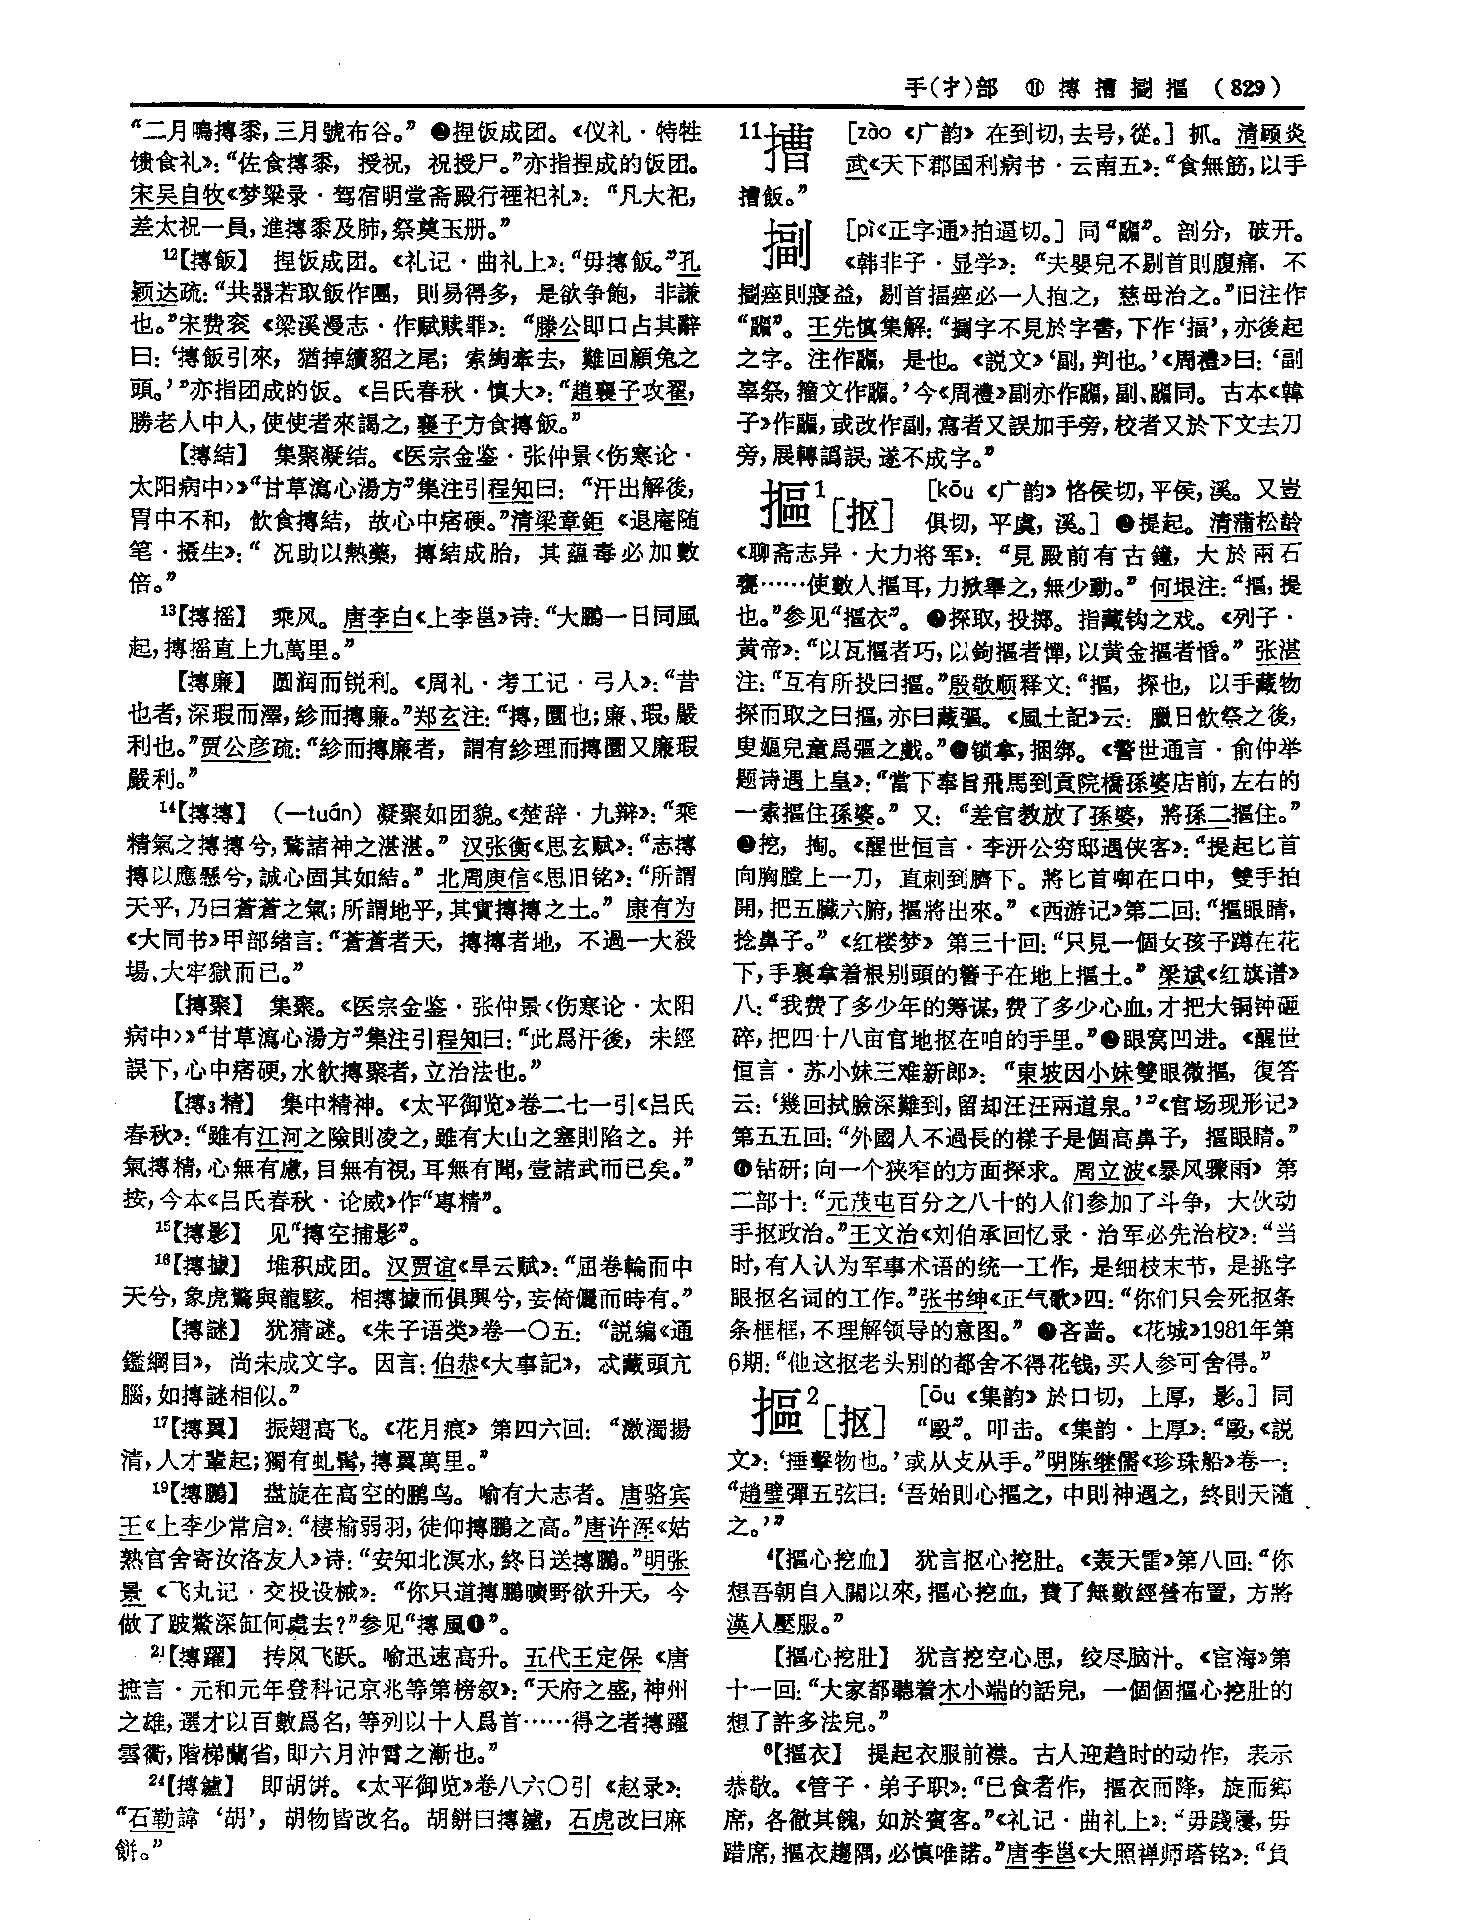 手(扌)部 ⑪ 摶 㩲 㩭 摳 (829)
“二月鳴摶黍，三月號布谷。” ❷捏饭成团。《仪礼·特牲
馈食礼》：“佐食摶黍，授祝，祝授尸。”亦指捏成的饭团。
宋吴自牧《梦粱录·驾宿明堂斋殿行禋祀礼》：“凡大祀，
差太祝一員，進摶黍及肺，祭奠玉册。”
12【摶飯】 捏饭成团。《礼记·曲礼上》：“毋摶飯。”孔
颖达疏：“共器若取飯作團，則易得多，是欲争飽，非謙
也。”宋费衮《梁溪漫志·作赋赎罪》：“滕公即口占其辭
曰：‘摶飯引來，猶掉續貂之尾；索綯牽去，難回顧兔之
頭。’”亦指团成的饭。《吕氏春秋·慎大》：“趙襄子攻翟，
勝老人中人，使使者來謁之，襄子方食摶飯。”
【摶結】 集聚凝结。《医宗金鉴·张仲景〈伤寒论·
太阳病中〉》“甘草瀉心湯方”集注引程知曰：“汗出解後，
胃中不和，飲食摶結，故心中痞硬。”清梁章鉅《退庵随
笔·摄生》：“况助以熱藥，摶結成胎，其蘊毒必加數
倍。”
13【摶摇】 乘风。唐李白《上李邕》诗：“大鹏一日同風
起，摶摇直上九萬里。”
【摶廉】 圆润而锐利。《周礼·考工记·弓人》：“昔
也者，深瑕而澤，紾而摶廉。”郑玄注：“摶，圜也；廉、瑕，嚴
利也。”贾公彦疏：“紾而摶廉者，謂有紾理而摶圜又廉瑕
嚴利。”
14【摶摶】 （—tuán）凝聚如团貌。《楚辞·九辩》：“乘
精氣之摶摶兮，騖諸神之湛湛。” 汉张衡《思玄赋》：“志摶
摶以應懸兮，誠心固其如結。” 北周庾信《思旧铭》：“所謂
天乎，乃曰蒼蒼之氣；所謂地乎，其實摶摶之土。” 康有为
《大同书》甲部绪言：“蒼蒼者天，摶摶者地，不過一大殺
場、大牢獄而已。”
【摶聚】 集聚。《医宗金鉴·张仲景〈伤寒论·太阳
病中〉》“甘草瀉心湯方”集注引程知曰：“此爲汗後，未經
誤下，心中痞硬，水飲摶聚者，立治法也。”
【摶3精】 集中精神。《太平御览》卷二七一引《吕氏
春秋》：“雖有江河之險則凌之，雖有大山之塞則陷之。并
氣摶精，心無有慮，目無有視，耳無有聞，壹諸武而已矣。”
按，今本《吕氏春秋·论威》作“專精”。
15【摶影】 见“摶空捕影”。
16【摶據】 堆积成团。汉贾谊《旱云赋》：“屈卷輪而中
天兮，象虎驚與龍駭。相摶據而俱興兮，妄倚儷而時有。”
【摶謎】 犹猜谜。《朱子语类》卷一〇五：“説編《通
鑑綱目》，尚未成文字。因言：伯恭《大事記》，忒藏頭亢
腦，如摶謎相似。”
17【摶翼】 振翅高飞。《花月痕》第四六回：“激濁揚
清，人才輩起；獨有虬髯，摶翼萬里。”
19【摶鵬】 盘旋在高空的鹏鸟。喻有大志者。唐骆宾
王《上李少常启》：“棲榆弱羽，徒仰摶鵬之高。”唐许浑《姑
熟官舍寄汝洛友人》诗：“安知北溟水，終日送摶鵬。”明张
景《飞丸记·交投设械》：“你只道摶鵬曠野欲升天，今
做了跛鱉深缸何處去？”参见“摶風❶”。
21【摶躍】 抟风飞跃。喻迅速高升。五代王定保《唐
摭言·元和元年登科记京兆等第榜叙》：“天府之盛，神州
之雄，選才以百數爲名，等列以十人爲首……得之者摶躍
雲衢，階梯蘭省，即六月沖霄之漸也。”
24【摶鑪】 即胡饼。《太平御览》卷八六〇引《赵录》：
“石勒諱‘胡’，胡物皆改名。胡餅曰摶鑪，石虎改曰麻
餅。”
11 [zào《广韵》在到切，去号，從。] 抓。清顾炎
武《天下郡国利病书·云南五》：“食無筯，以手
飯。”
[pì《正字通》拍逼切。] 同“疈”。剖分，破开。
《韩非子·显学》：“夫嬰兒不剔首則腹痛，不
㩭痤則寖益，剔首揊痤必一人抱之，慈母治之。”旧注作
“疈”。王先慎集解：“㩭字不見於字書，下作‘揊’，亦後起
之字。注作疈，是也。《説文》‘副，判也。’《周禮》曰：‘副
辜祭，籀文作疈。’今《周禮》副亦作疈，副、疈同。古本《韓
子》作疈，或改作副，寫者又誤加手旁，校者又於下文去刀
旁，展轉譌誤，遂不成字。”
摳1［抠］ [kōu《广韵》恪侯切，平侯，溪。又豈
俱切，平虞，溪。] ❶提起。清蒲松龄
《聊斋志异·大力将军》：“見殿前有古鐘，大於兩石
甕……使數人摳耳，力掀舉之，無少動。” 何垠注：“摳，提
也。”参见“摳衣”。❷探取，投掷。指藏钩之戏。《列子·
黄帝》：“以瓦摳者巧，以鉤摳者憚，以黄金摳者惛。” 张湛
注：“互有所投曰摳。”殷敬顺释文：“摳，探也，以手藏物
探而取之曰摳，亦曰藏彄。《風土記》云：臘日飲祭之後，
叟嫗兒童爲彄之戲。”❸锁拿，捆绑。《警世通言·俞仲举
题诗遇上皇》：“當下奉旨飛馬到貢院橋孫婆店前，左右的
一索摳住孫婆。” 又：“差官教放了孫婆，將孫二摳住。”
❹挖，掏。《醒世恒言·李汧公穷邸遇侠客》：“提起匕首
向胸膛上一刀，直刺到臍下。將匕首啣在口中，雙手拍
開，把五臟六腑，摳將出來。”《西游记》第二回：“摳眼睛，
捻鼻子。”《红楼梦》第三十回：“只見一個女孩子蹲在花
下，手裏拿着根别頭的簪子在地上摳土。” 梁斌《红旗谱》
八：“我费了多少年的筹谋，费了多少心血，才把大铜钟砸
碎，把四十八亩官地抠在咱的手里。”❺眼窝凹进。《醒世
恒言·苏小妹三难新郎》：“東坡因小妹雙眼微摳，復答
云：‘幾回拭臉深難到，留却汪汪兩道泉。’”《官场现形记》
第五五回：“外國人不過長的樣子是個高鼻子，摳眼睛。”
❻钻研；向一个狭窄的方面探求。周立波《暴风骤雨》第
二部十：“元茂屯百分之八十的人们参加了斗争，大伙动
手抠政治。”王文治《刘伯承回忆录·治军必先治校》：“当
时，有人认为军事术语的统一工作，是细枝末节，是挑字
眼抠名词的工作。”张书绅《正气歌》四：“你们只会死抠条
条框框，不理解领导的意图。” ❼吝啬。《花城》1981年第
6期：“他这抠老头别的都舍不得花钱，买人参可舍得。”
摳2［抠］ [ōu《集韵》於口切，上厚，影。] 同
“毆”。叩击。《集韵·上厚》：“毆，《説
文》：‘捶擊物也。’或从攴从手。”明陈继儒《珍珠船》卷一：
“趙璧彈五弦曰：‘吾始則心摳之，中則神遇之，終則天隨
之。’”
4【摳心挖血】 犹言抠心挖肚。《轰天雷》第八回：“你
想吾朝自入關以來，摳心挖血，費了無數經營布置，方將
漢人壓服。”
【摳心挖肚】 犹言挖空心思，绞尽脑汁。《宦海》第
十一回：“大家都聽着木小端的話兒，一個個摳心挖肚的
想了許多法兒。”
6【摳衣】 提起衣服前襟。古人迎趋时的动作，表示
恭敬。《管子·弟子职》：“已食者作，摳衣而降，旋而鄉
席，各徹其餽，如於賓客。”《礼记·曲礼上》：“毋踐屨，毋
踖席，摳衣趨隅，必慎唯諾。”唐李邕《大照禅师塔铭》：“負